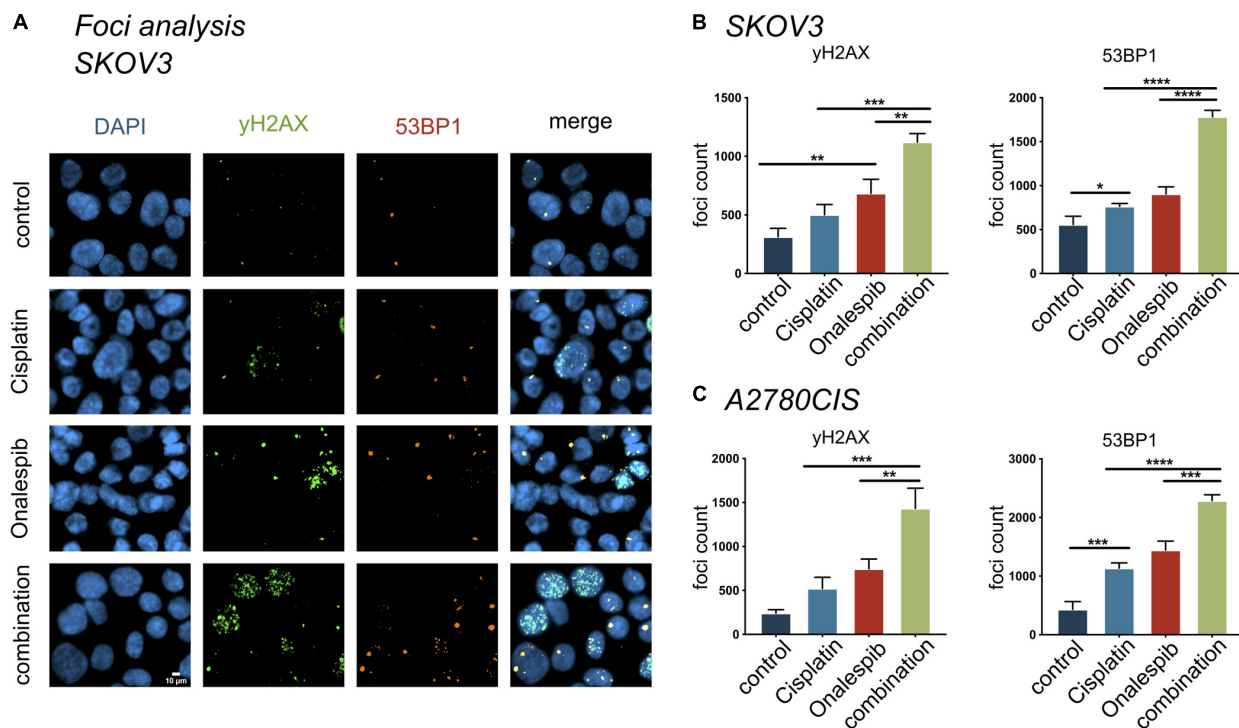 A
Foci analysis
SKOV3
DAPI
yH2AX
53BP1
merge
control
Cisplatin
Onalespib
combination
10 μm
B
SKOV3
yH2AX
foci count
1500
1000
500
0
**
***
**
control
Cisplatin
Onalespib
combination
53BP1
foci count
2000
1500
1000
500
0
*
****
****
control
Cisplatin
Onalespib
combination
C
A2780CIS
yH2AX
foci count
2000
1500
1000
500
0
***
**
control
Cisplatin
Onalespib
combination
53BP1
foci count
3000
2000
1000
0
***
****
***
control
Cisplatin
Onalespib
combination